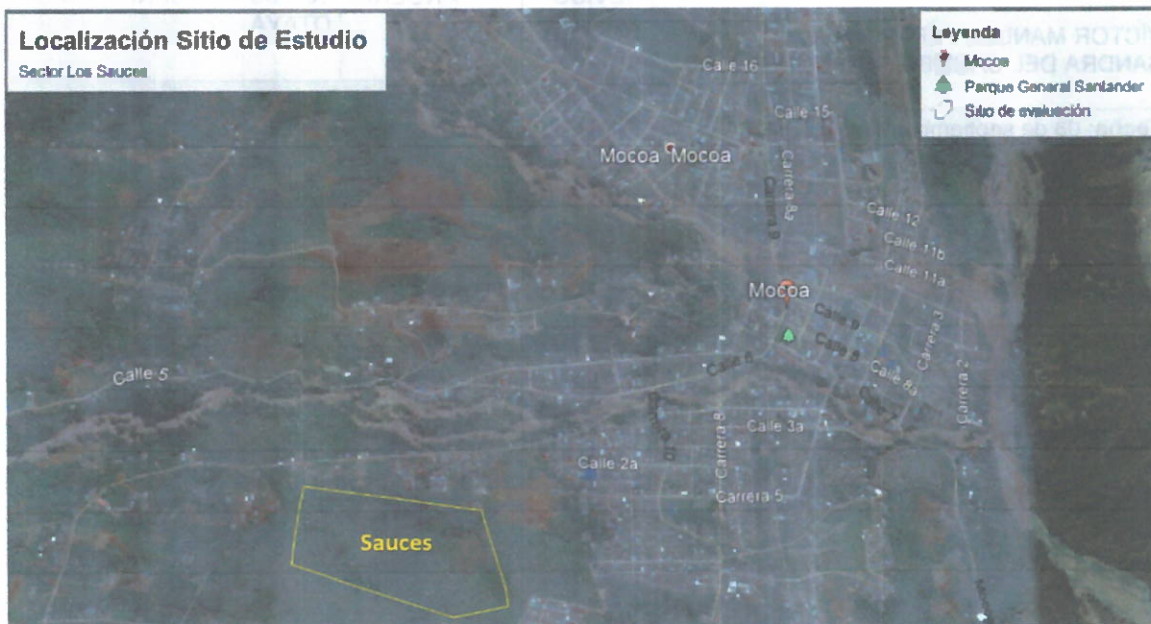 Localización Sitio de Estudio
Sector Los Sauces
Leyenda
Mocoa
Parque General Santander
Sitio de evaluación
Calle 16
Calle 15
Mocoa Mocoa
Carrera 9
Calle 12
Calle 11b
Calle 11a
Mocoa
Calle 9
Calle 8
Calle 6
Calle 8a
Carrera 3
Carrera 2
Calle 5
Calle 3a
Carrera 8
Calle 2a
Carrera 5
Sauces